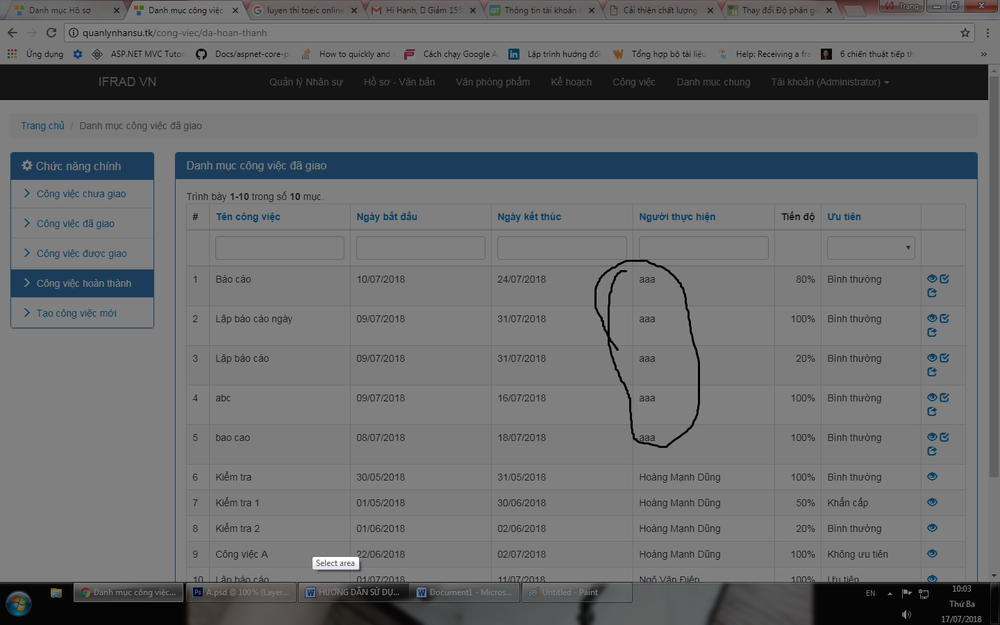 Danh mục Hồ sơ
Danh mục công việc
luyen thi toeic online
Hi Hanh, Giảm 15%
Thông tin tài khoản
Cải thiện chất lượng
Thay đổi Độ phân giả
Trang
quanlynhansu.tk/cong-viec/da-hoan-thanh
Ứng dụng
ASP.NET MVC Tutori
Docs/aspnet-core-p
How to quickly and
Cách chạy Google A
Lập trình hướng đối
Tổng hợp bộ tài liệu
Help: Receiving a fra
6 chiến thuật tiếp th
»
IFRAD VN
Quản lý Nhân sự
Hồ sơ - Văn bản
Văn phòng phẩm
Kế hoạch
Công việc
Danh muc chung
Tài khoản (Administrator)
Trang chủ / Danh mục công việc đã giao
Chức năng chính
Công việc chưa giao
Công việc đã giao
Công việc được giao
Công việc hoàn thành
Tạo công việc mới
Danh mục công việc đã giao
Trình bày 1-10 trong số 10 mục.
# Tên công việc Ngày bắt đầu Ngày kết thúc Người thực hiện Tiến độ Ưu tiên
1 Báo cáo 10/07/2018 24/07/2018 aaa 80% Bình thường
2 Lập báo cáo ngày 09/07/2018 31/07/2018 aaa 100% Bình thường
3 Lập báo cáo 09/07/2018 31/07/2018 aaa 20% Bình thường
4 abc 09/07/2018 16/07/2018 aaa 100% Bình thường
5 bao cao 08/07/2018 18/07/2018 aaa 100% Bình thường
6 Kiểm tra 30/05/2018 31/05/2018 Hoàng Mạnh Dũng 100% Bình thường
7 Kiểm tra 1 01/05/2018 30/06/2018 Hoàng Mạnh Dũng 50% Khẩn cấp
8 Kiểm tra 2 01/06/2018 02/06/2018 Hoàng Mạnh Dũng 20% Bình thường
9 Công việc A 22/06/2018 02/07/2018 Hoàng Mạnh Dũng 100% Không ưu tiên
Select area
10 Lập báo cáo 01/07/2018 11/07/2018 Ngô Văn Điệp 100% Ưu tiên
Danh mục công việc...
A.psd @ 100% (Layer...
HƯỚNG DẪN SỬ DỤ...
Document1 - Micros...
Untitled - Paint
EN
10:03
Thứ Ba
17/07/2018